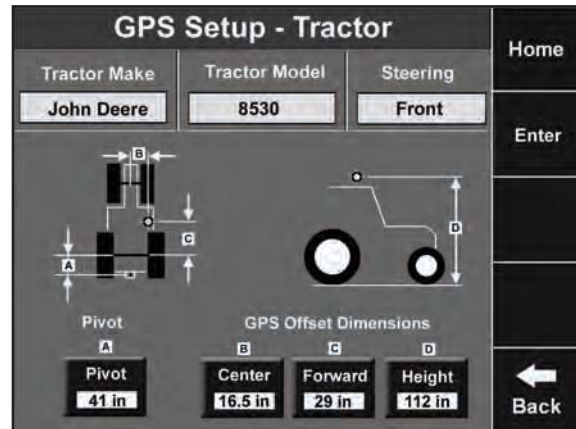 GPS Setup - Tractor
Home
Tractor Make
Tractor Model
Steering
John Deere
8530
Front
Enter
B
C
A
D
Pivot
GPS Offset Dimensions
A
B
C
D
Pivot
Center
Forward
Height
41 in
16.5 in
29 in
112 in
Back